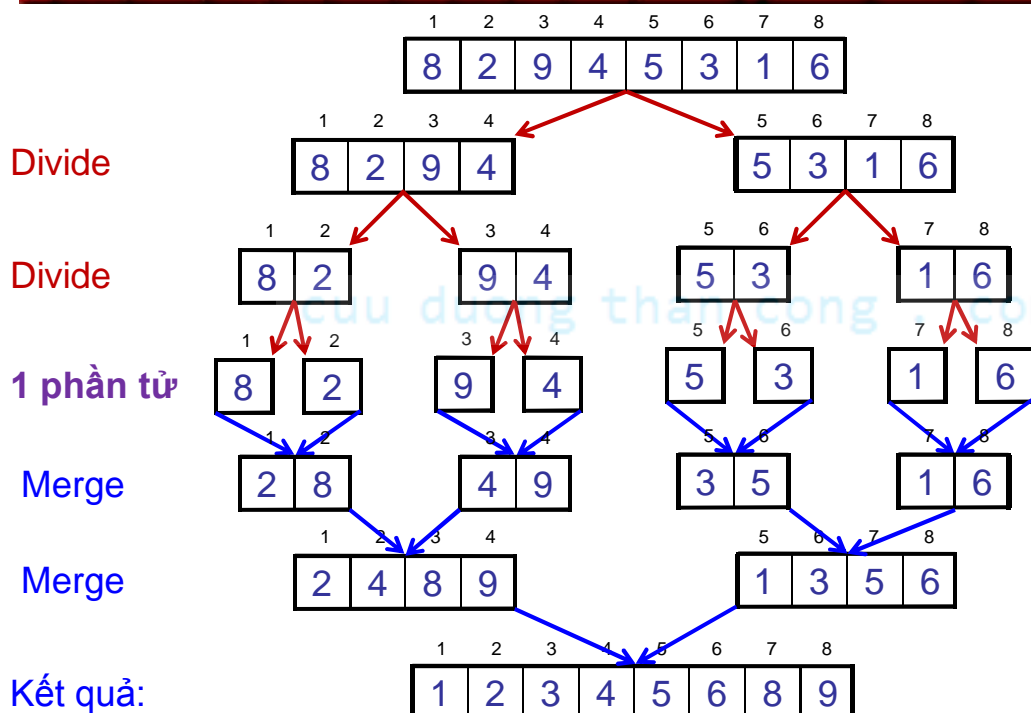 1 2 3 4 5 6 7 8
8 2 9 4 5 3 1 6
1 2 3 4 5 6 7 8
Divide 8 2 9 4 5 3 1 6
1 2 3 4 5 6 7 8
Divide 8 2 9 4 5 3 1 6
cuu duong than cong . co
1 2 3 4 5 6 7 8
1 phần tử 8 2 9 4 5 3 1 6
1 2 3 4 5 6 7 8
Merge 2 8 4 9 3 5 1 6
1 2 3 4 5 6 7 8
Merge 2 4 8 9 1 3 5 6
1 2 3 4 5 6 7 8
Kết quả: 1 2 3 4 5 6 8 9